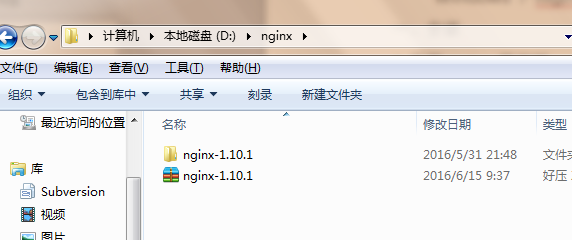 计算机 本地磁盘 (D:) nginx
文件(F) 编辑(E) 查看(V) 工具(T) 帮助(H)
组织 包含到库中 共享 刻录 新建文件夹
最近访问的位置
名称 修改日期 类型
nginx-1.10.1 2016/5/31 21:48 文件夹
nginx-1.10.1 2016/6/15 9:37 好压
库
Subversion
视频
图片